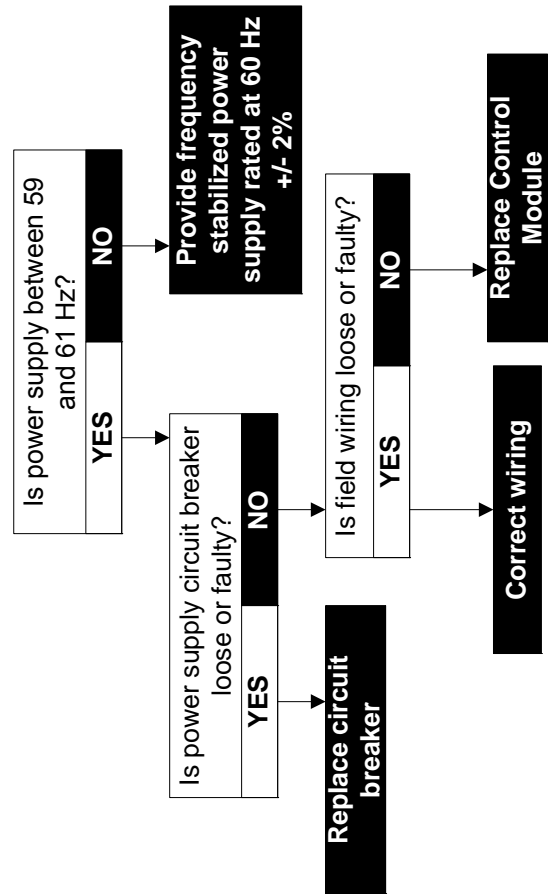 Is power supply between 59
and 61 Hz?
YES
NO
Provide frequency
stabilized power
supply rated at 60 Hz
+/- 2%
Is power supply circuit breaker
loose or faulty?
YES
NO
Replace circuit
breaker
Is field wiring loose or faulty?
YES
NO
Correct wiring
Replace Control
Module